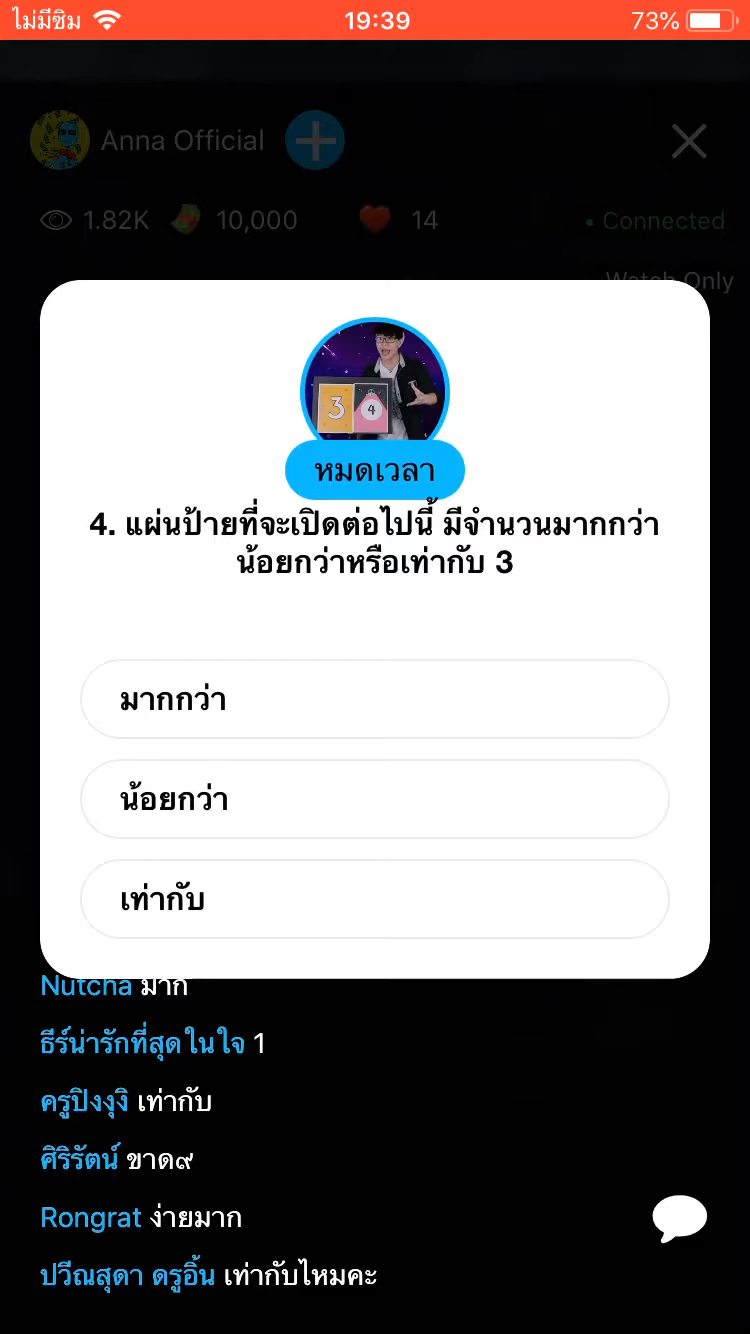 ไม่มีซิม 19:39 73%
Anna Official
1.82K 10,000 14 • Connected
Watch Only
3 4
หมดเวลา
4. แผ่นป้ายที่จะเปิดต่อไปนี้ มีจำนวนมากกว่า
น้อยกว่าหรือเท่ากับ 3
มากกว่า
น้อยกว่า
เท่ากับ
Nutcha มาก
ธีร์น่ารักที่สุดในใจ 1
ครูปิงงุงิ เท่ากับ
ศิริรัตน์ ขาด๙
Rongrat ง่ายมาก
ปวีณสุดา ดรูอิ้น เท่ากับไหมคะ